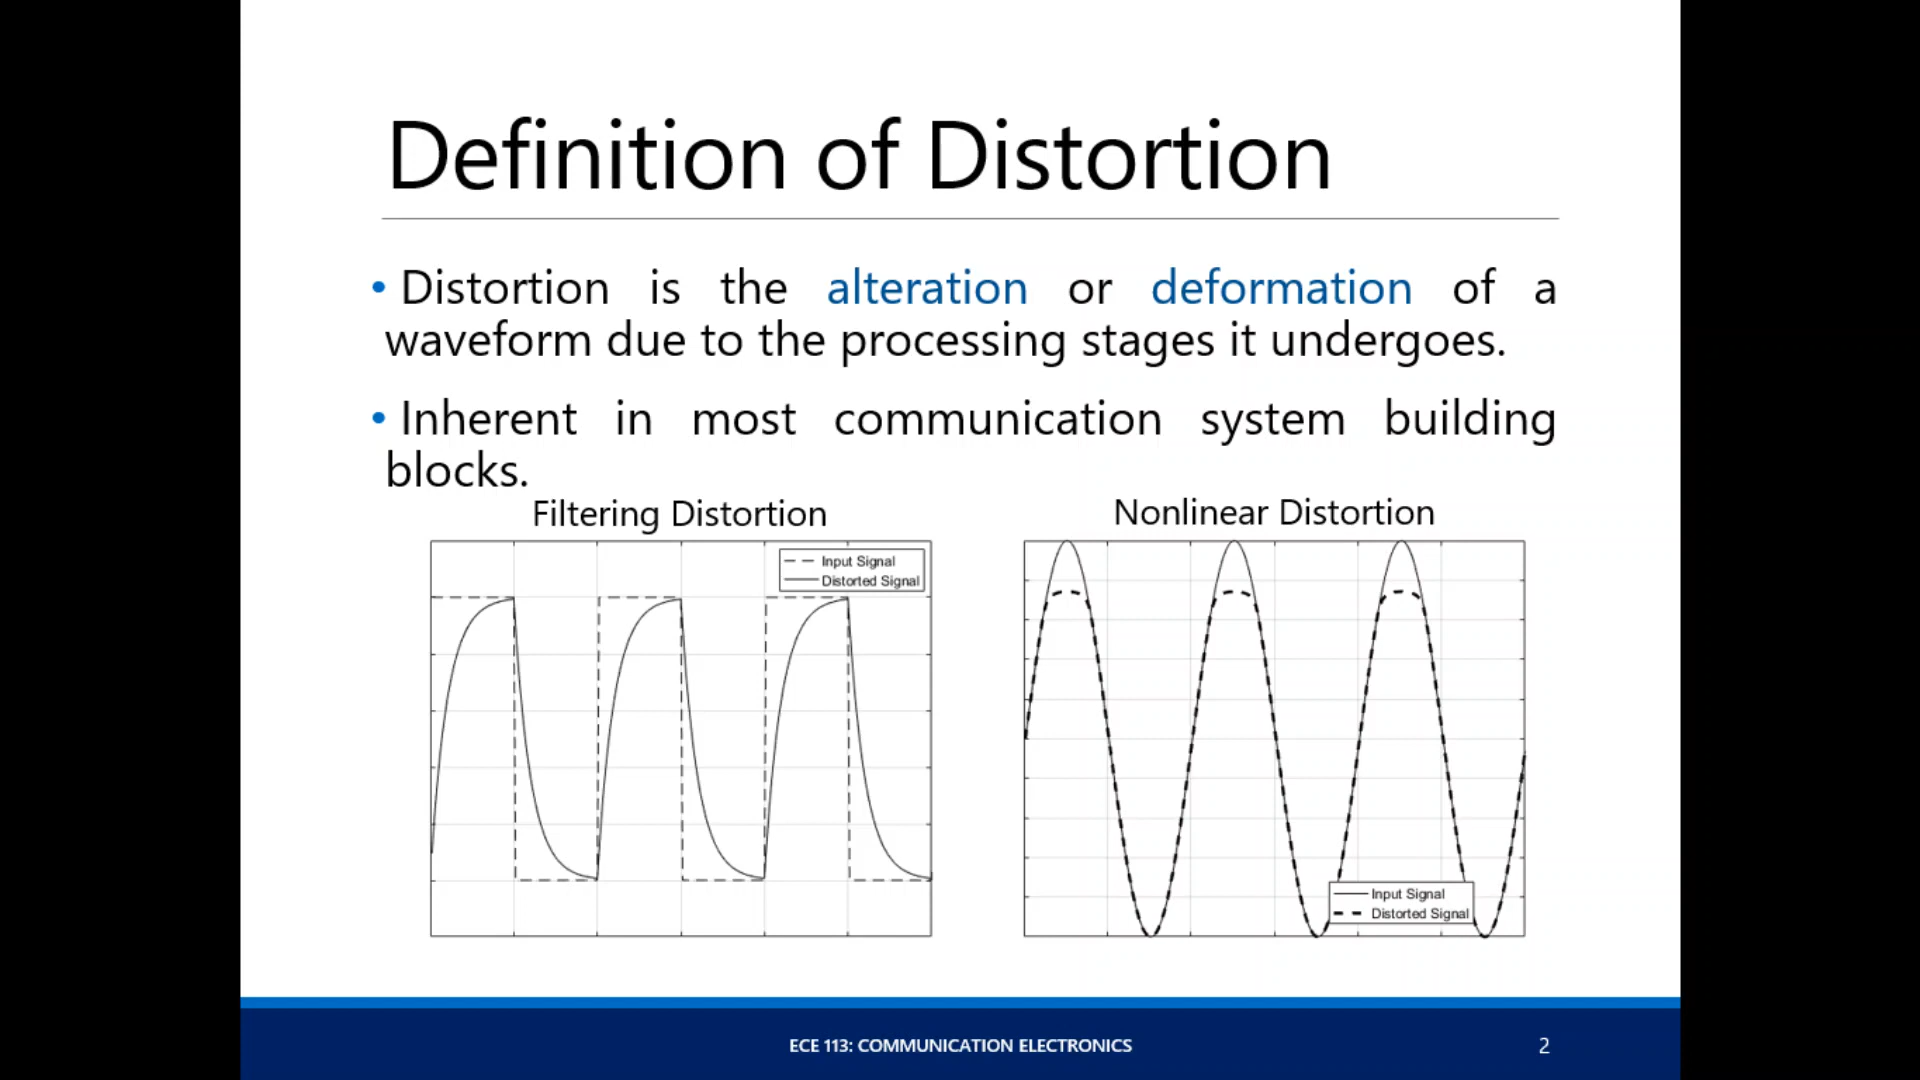 Definition of Distortion
• Distortion is the alteration or deformation of a
waveform due to the processing stages it undergoes.
• Inherent in most communication system building
blocks.
Filtering Distortion
Input Signal
Distorted Signal
Nonlinear Distortion
Input Signal
Distorted Signal
ECE 113: COMMUNICATION ELECTRONICS
2